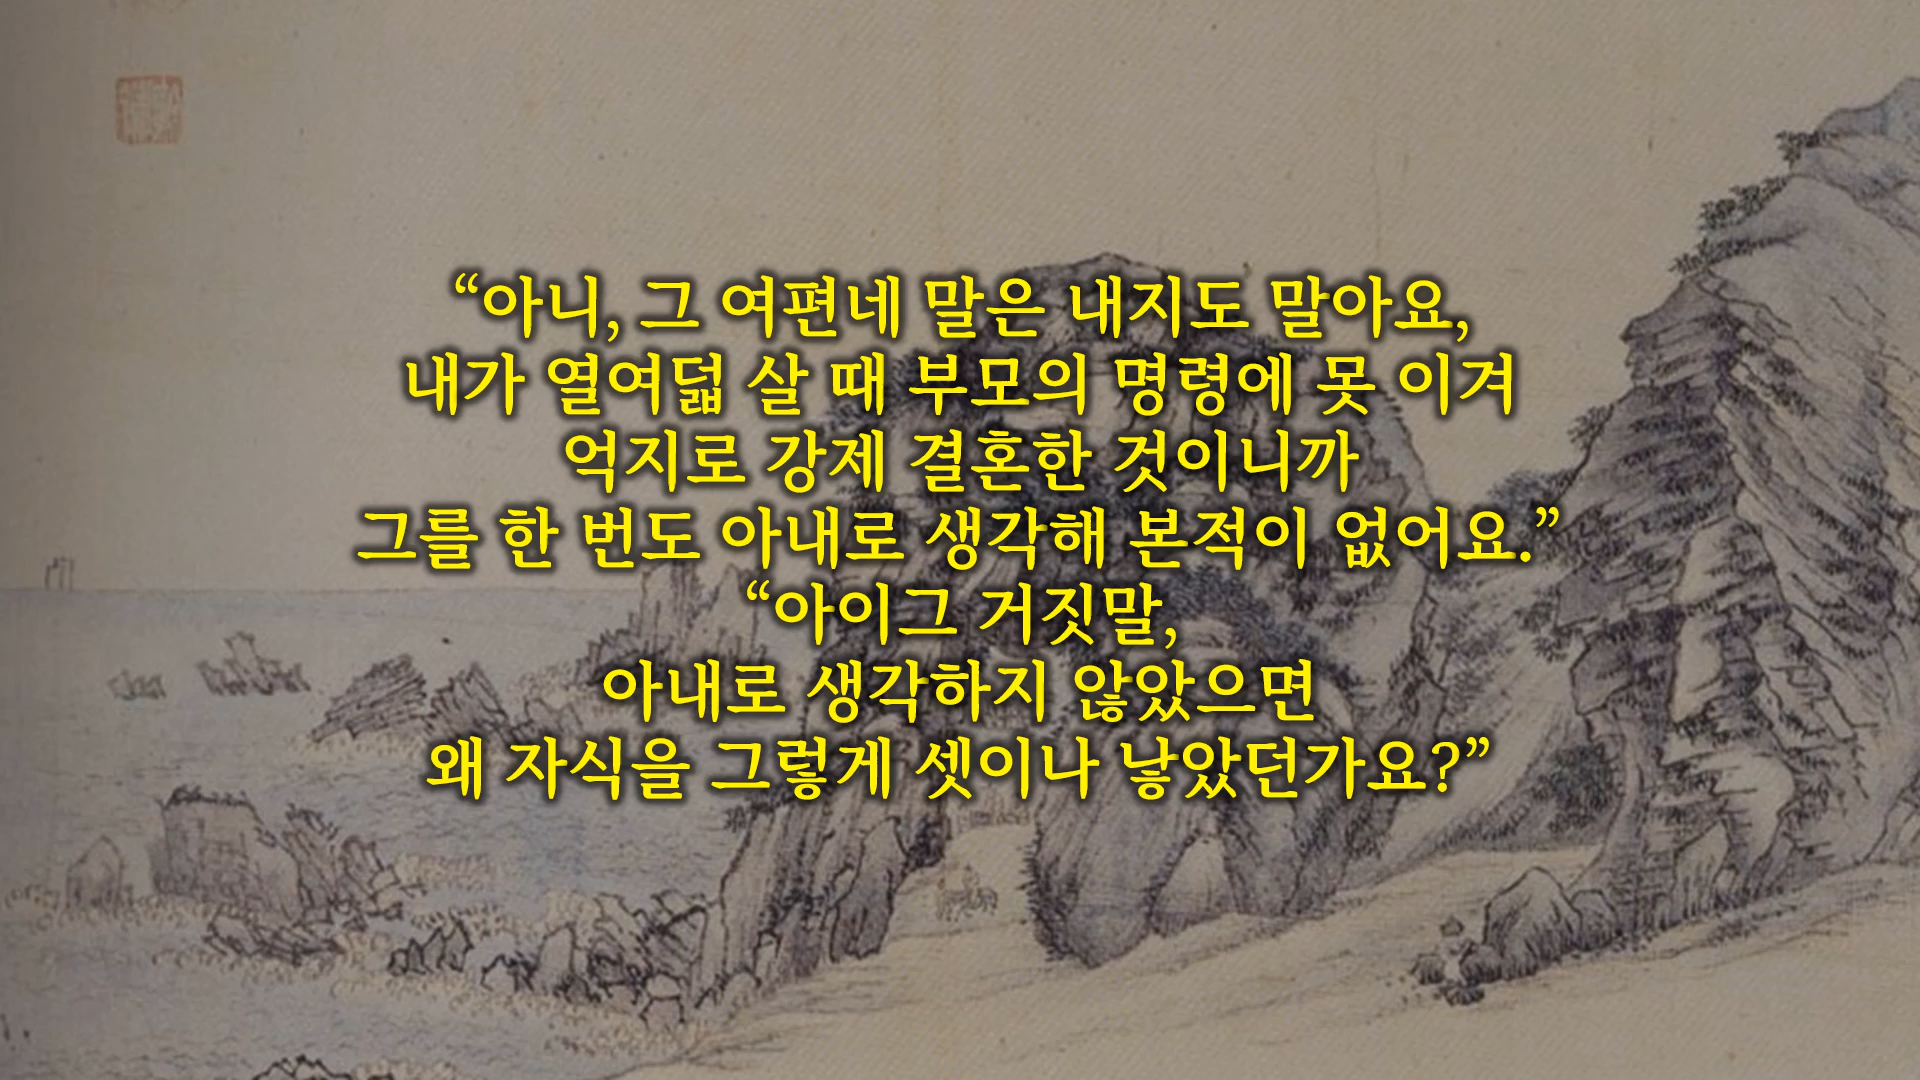 “아니, 그 여편네 말은 내지도 말아요,
내가 열여덟 살 때 부모의 명령에 못 이겨
억지로 강제 결혼한 것이니까
그를 한 번도 아내로 생각해 본적이 없어요.”
“아이그 거짓말,
아내로 생각하지 않았으면
왜 자식을 그렇게 셋이나 낳았던가요?”